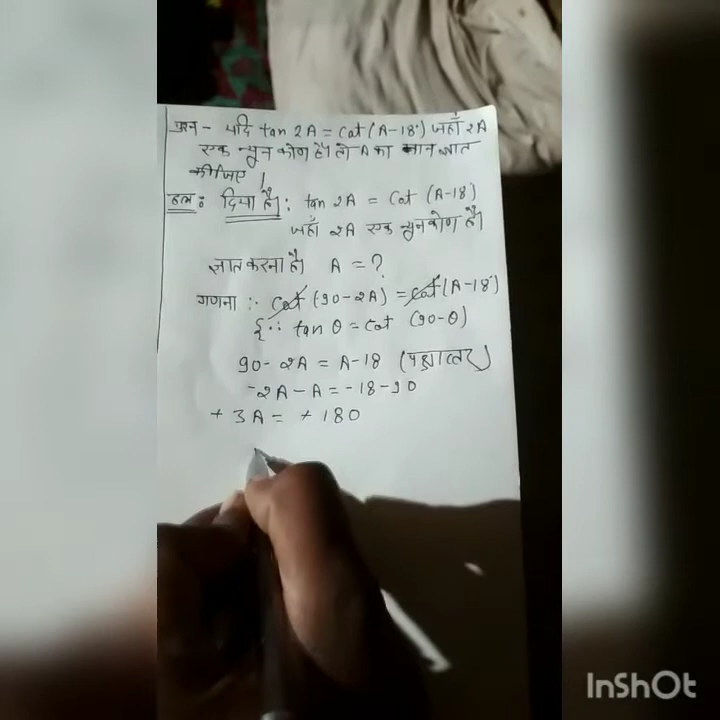 प्रश्न - यदि tan 2A = Cot (A-18°) जहाँ 2A
एक न्यून कोण है। तो A का मान ज्ञात
कीजिए।
हल: दिया है। : tan 2A = Cot (A-18)
जहाँ 2A एक न्यूनकोण है।
ज्ञात करना है। A = ?
गणना :- Cot (90-2A) = Cot (A-18°)
{∵ tan θ = Cot (90-θ)
90- 2A = A-18 (पक्षान्तर)
-2A - A = -18-90
+ 3A = + 180
InShOt